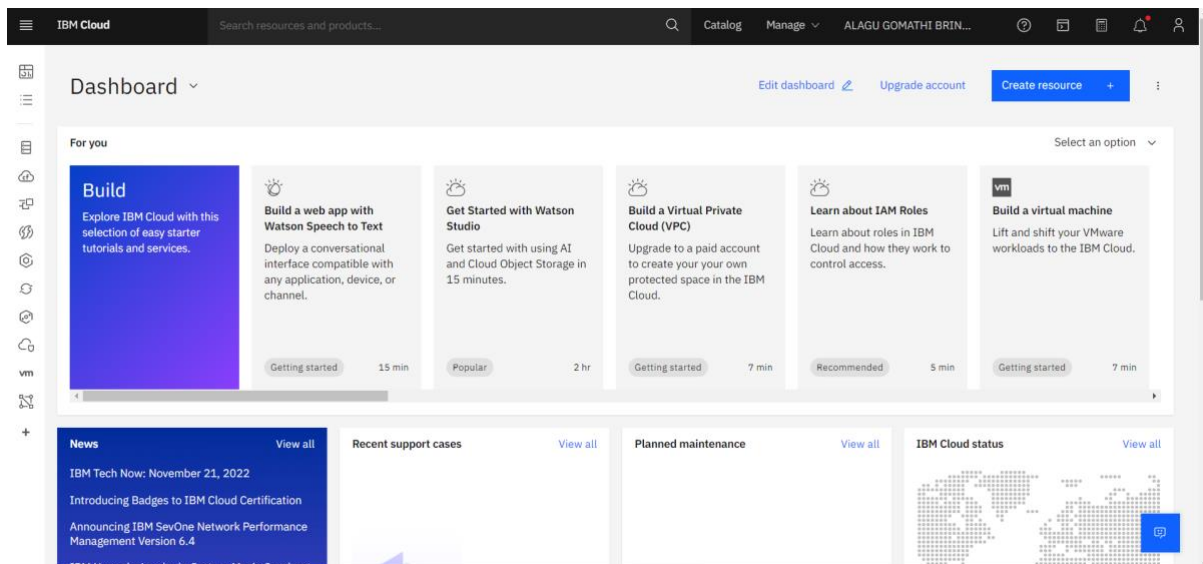 IBM Cloud
Search resources and products...
Catalog
Manage
ALAGU GOMATHI BRIN...
Dashboard
Edit dashboard
Upgrade account
Create resource +
For you
Select an option
Build
Explore IBM Cloud with this
selection of easy starter
tutorials and services.
Build a web app with
Watson Speech to Text
Deploy a conversational
interface compatible with
any application, device, or
channel.
Getting started
15 min
Get Started with Watson
Studio
Get started with using AI
and Cloud Object Storage in
15 minutes.
Popular
2 hr
Build a Virtual Private
Cloud (VPC)
Upgrade to a paid account
to create your your own
protected space in the IBM
Cloud.
Getting started
7 min
Learn about IAM Roles
Learn about roles in IBM
Cloud and how they work to
control access.
Recommended
5 min
vm
Build a virtual machine
Lift and shift your VMware
workloads to the IBM Cloud.
Getting started
7 min
vm
News
View all
IBM Tech Now: November 21, 2022
Introducing Badges to IBM Cloud Certification
Announcing IBM SevOne Network Performance
Management Version 6.4
Recent support cases
View all
Planned maintenance
View all
IBM Cloud status
View all